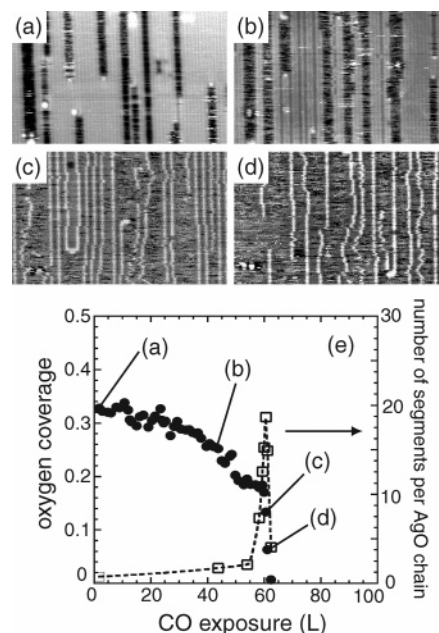 (a)
(b)
(c)
(d)
0.5
0.4
0.3
0.2
0.1
0
oxygen coverage
(a)
(b)
(e)
(c)
(d)
30
20
10
0
number of segments per AgO chain
0 20 40 60 80 100
CO exposure (L)